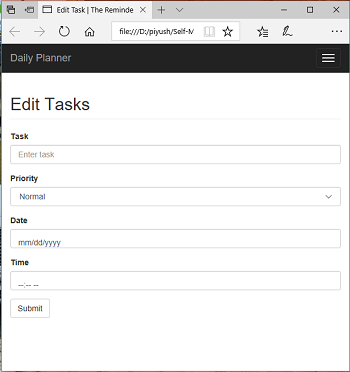 Edit Task | The Reminde
file:///D:/piyush/Self-M
Daily Planner
Edit Tasks
Task
Enter task
Priority
Normal
Date
mm/dd/yyyy
Time
--:-- --
Submit